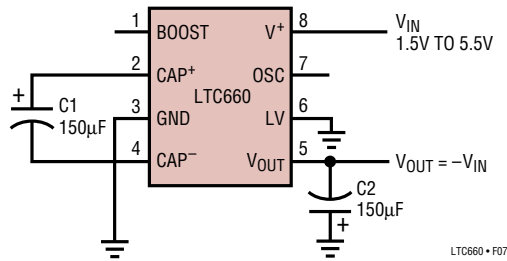 1 BOOST
2 CAP+
3 GND
4 CAP−
LTC660
V+ 8
OSC 7
LV 6
VOUT 5
VIN
1.5V TO 5.5V
+
C1
150µF
VOUT = −VIN
C2
150µF
+
LTC660 • F07